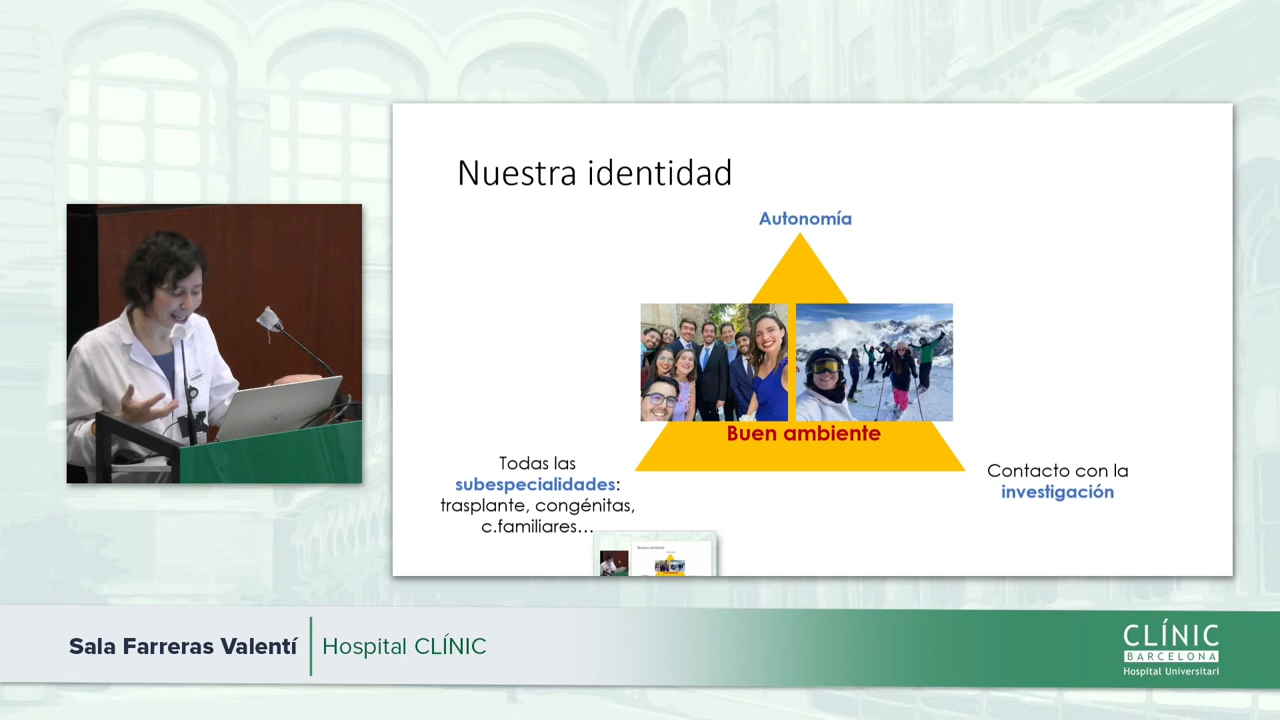 Nuestra identidad
Autonomía
Buen ambiente
Todas las
subespecialidades:
trasplante, congénitas,
c.familiares...
Contacto con la
investigación
Sala Farreras Valentí
Hospital CLÍNIC
CLÍNIC
BARCELONA
Hospital Universitari